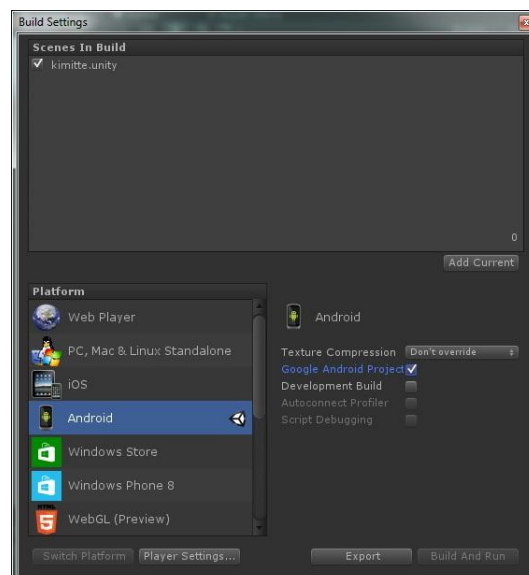 Build Settings
Scenes In Build
kimitte.unity
0
Add Current
Platform
Web Player
PC, Mac & Linux Standalone
iOS
Android
Windows Store
Windows Phone 8
HTML
5
WebGL (Preview)
Android
Texture Compression Don't override
Google Android Project
Development Build
Autoconnect Profiler
Script Debugging
Switch Platform Player Settings... Export Build And Run